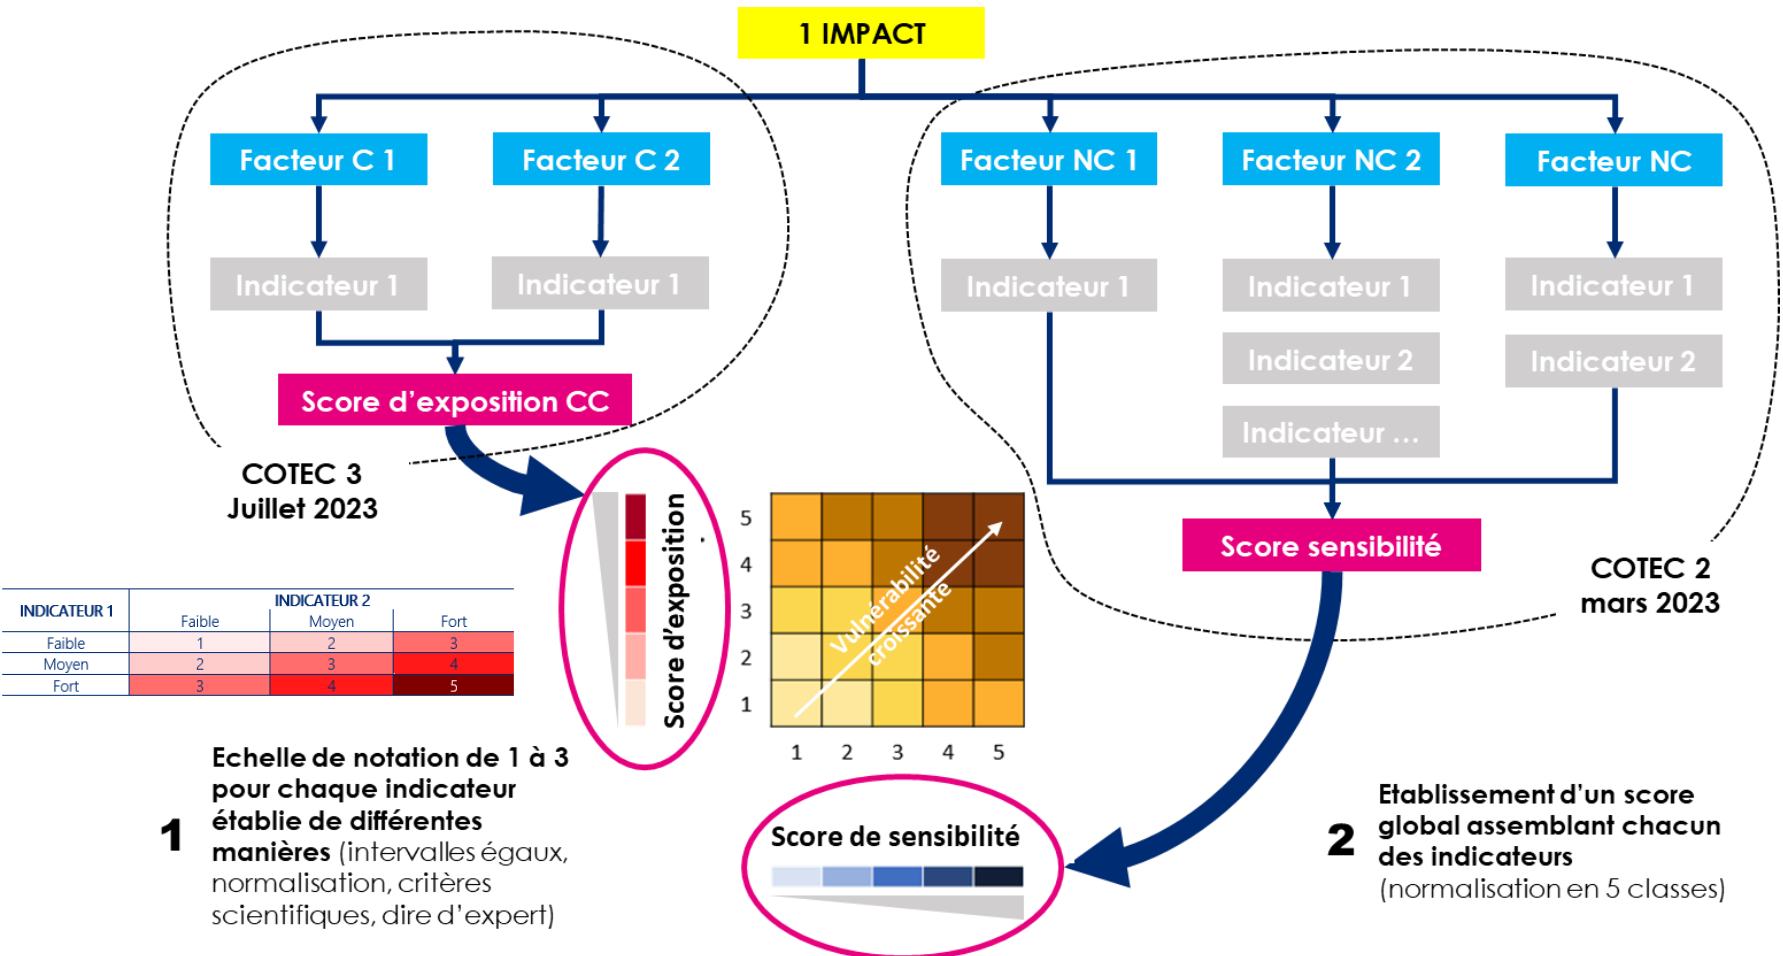 1 IMPACT
Facteur C 1
Facteur C 2
Facteur NC 1
Facteur NC 2
Facteur NC
Indicateur 1
Indicateur 1
Indicateur 1
Indicateur 1
Indicateur 1
Indicateur 2
Indicateur 2
Indicateur ...
Score d'exposition CC
COTEC 3
Juillet 2023
Score sensibilité
COTEC 2
mars 2023
INDICATEUR 1
INDICATEUR 2
Faible Moyen Fort
Faible 1 2 3
Moyen 2 3 4
Fort 3 4 5
Score d'exposition
5
4
3
2
1
1 2 3 4 5
Vulnérabilité
croissante
Score de sensibilité
1
Echelle de notation de 1 à 3
pour chaque indicateur
établie de différentes
manières (intervalles égaux,
normalisation, critères
scientifiques, dire d'expert)
2
Etablissement d'un score
global assemblant chacun
des indicateurs
(normalisation en 5 classes)